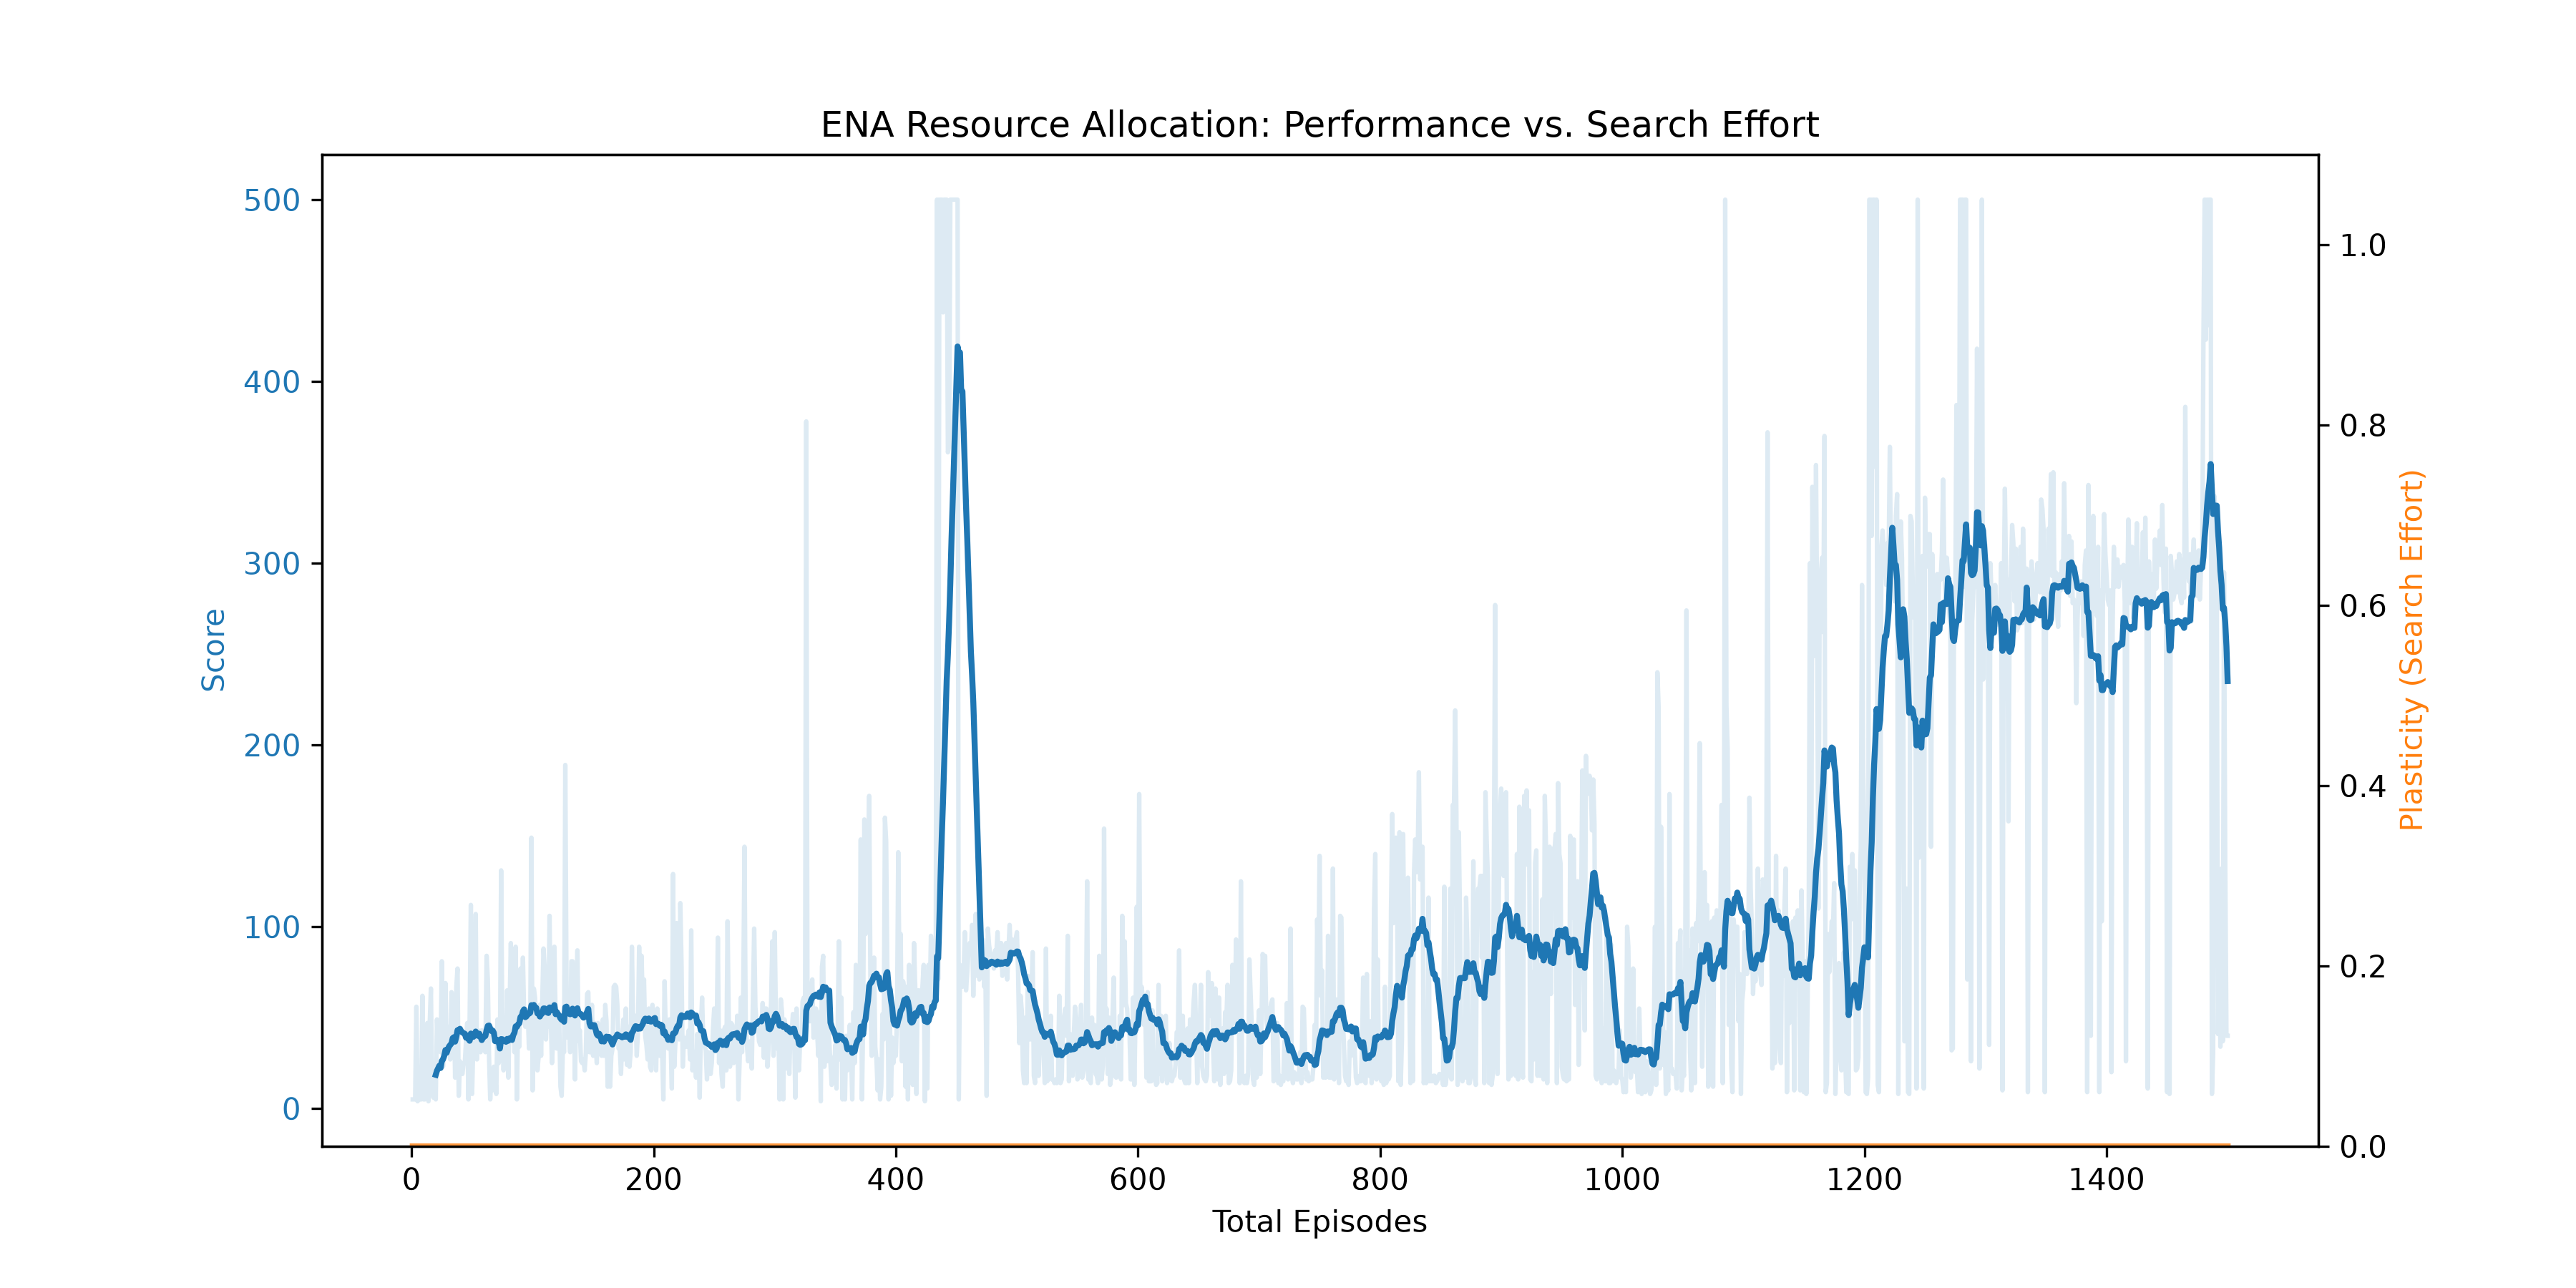 ENA Resource Allocation: Performance vs. Search Effort
500
400
300
200
100
0
Score
1.0
0.8
0.6
0.4
0.2
0.0
Plasticity (Search Effort)
0 200 400 600 800 1000 1200 1400
Total Episodes